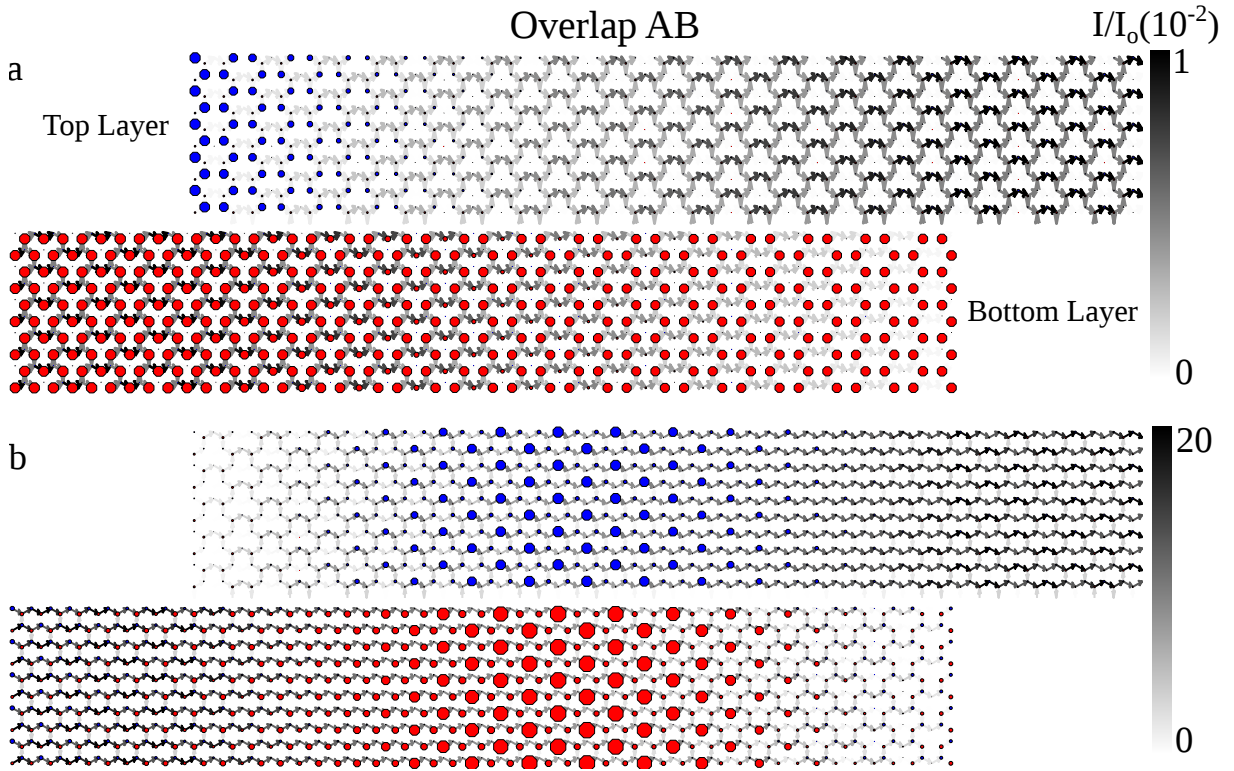 Overlap AB
I/I₀(10⁻²)
a
1
Top Layer
Bottom Layer
0
b
20
0